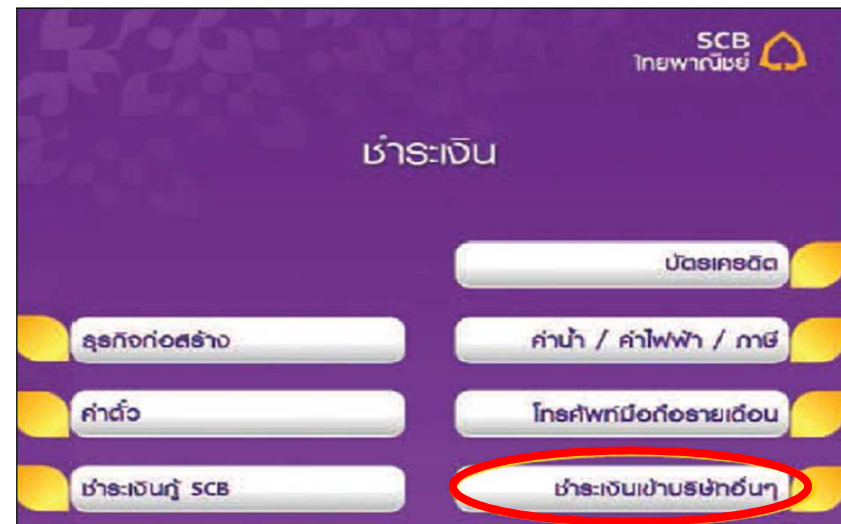 SCB
ไทยพาณิชย์
ชำระเงิน
บัตรเครดิต
ธุรกิจก่อสร้าง
ค่าน้ำ / ค่าไฟฟ้า / ภาษี
ค่าตั๋ว
โทรศัพท์มือถือรายเดือน
ชำระเงินกู้ SCB
ชำระเงินเข้าบริษัทอื่นๆ